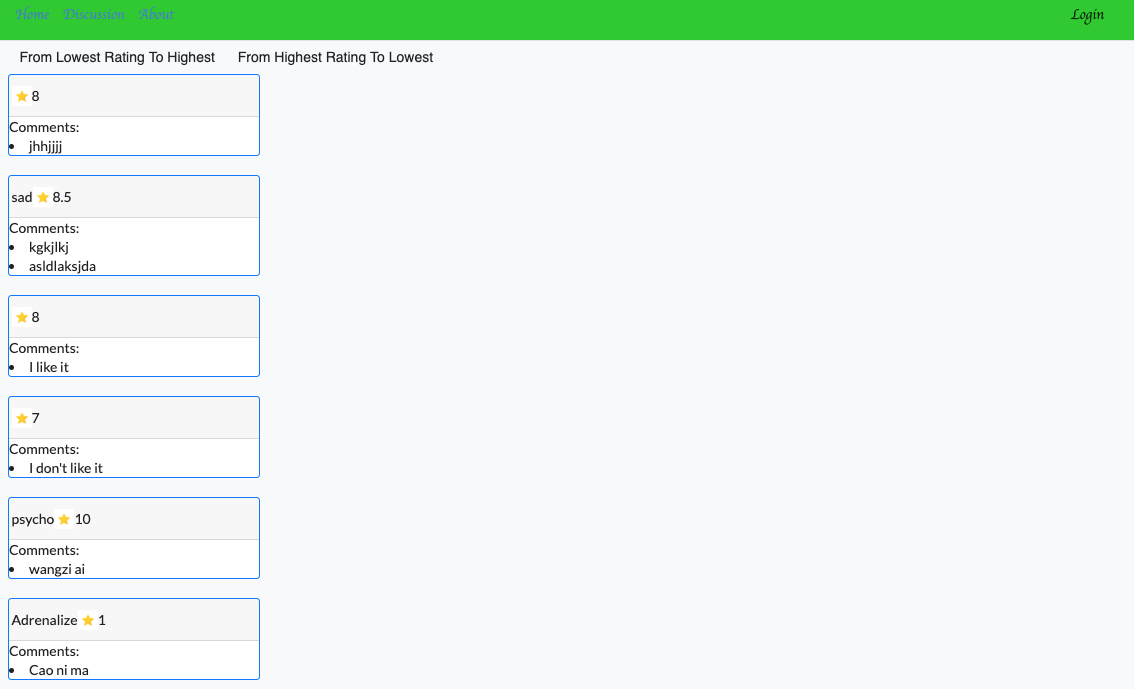 Home Discussion About Login
From Lowest Rating To Highest From Highest Rating To Lowest
8
Comments:
jhhjjjj
sad 8.5
Comments:
kgkjlkj
asldlaksjda
8
Comments:
I like it
7
Comments:
I don't like it
psycho 10
Comments:
wangzi ai
Adrenalize 1
Comments:
Cao ni ma